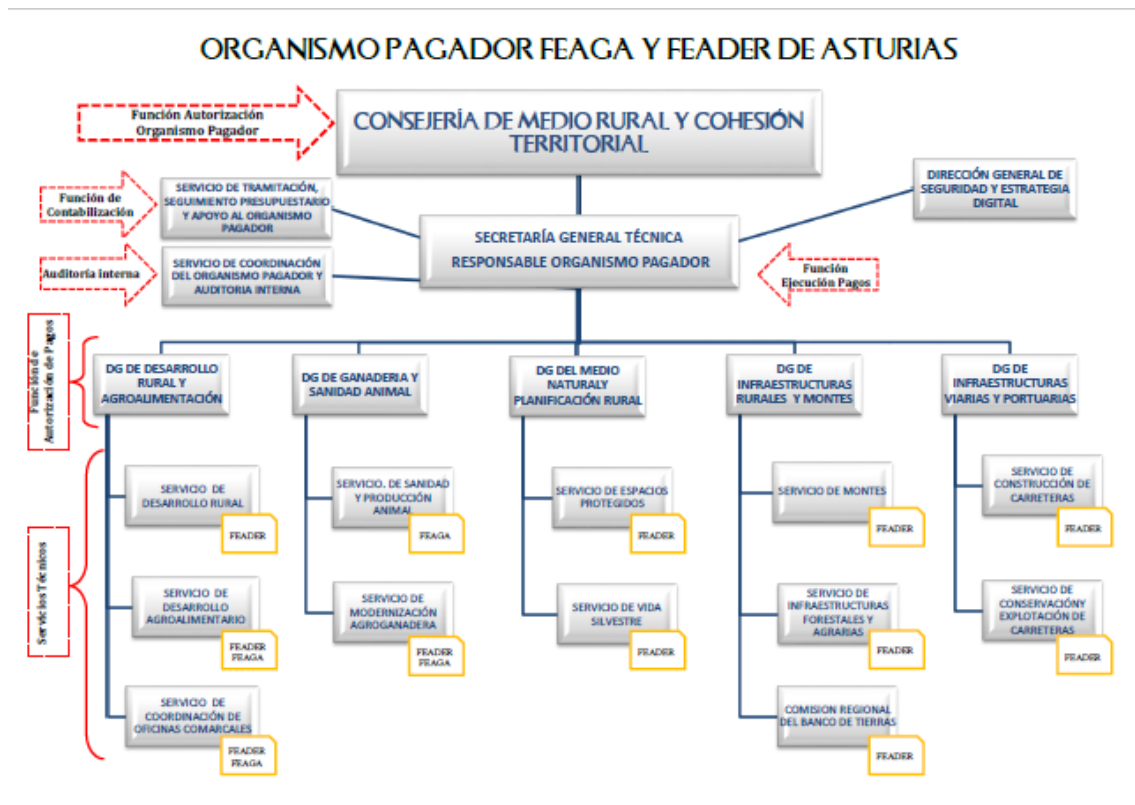 ORGANISMO PAGADOR FEAGA Y FEADER DE ASTURIAS
Función Autorización
Organismo Pagador
CONSEJERÍA DE MEDIO RURAL Y COHESIÓN
TERRITORIAL
Función de
Contabilización
SERVICIO DE TRAMITACIÓN,
SEGUIMIENTO PRESUPUESTARIO
Y APOYO AL ORGANISMO
PAGADOR
DIRECCIÓN GENERAL DE
SEGURIDAD Y ESTRATEGIA
DIGITAL
SECRETARÍA GENERAL TÉCNICA
RESPONSABLE ORGANISMO PAGADOR
Auditoría interna
SERVICIO DE COORDINACIÓN
DEL ORGANISMO PAGADOR Y
AUDITORIA INTERNA
Función
Ejecución Pagos
Función de
Autorización de Pagos
DG DE DESARROLLO
RURAL Y
AGROALIMENTACIÓN
DG DE GANADERIA Y
SANIDAD ANIMAL
DG DEL MEDIO
NATURALY
PLANIFICACIÓN RURAL
DG DE
INFRAESTRUCTURAS
RURALES Y MONTES
DG DE
INFRAESTRUCTURAS
VIARIAS Y PORTUARIAS
Servicios Técnicos
SERVICIO DE
DESARROLLO RURAL
FEADER
SERVICIO. DE SANIDAD
Y PRODUCCIÓN
ANIMAL
FEAGA
SERVICIO DE ESPACIOS
PROTEGIDOS
FEADER
SERVICIO DE MONTES
FEADER
SERVICIO DE
CONSTRUCCIÓN DE
CARRETERAS
FEADER
SERVICIO DE
DESARROLLO
AGROALIMENTARIO
FEADER
FEAGA
SERVICIO DE
MODERNIZACIÓN
AGROGANADERA
FEADER
FEAGA
SERVICIO DE VIDA
SILVESTRE
FEADER
SERVICIO DE
INFRAESTRUCTURAS
FORESTALES Y
AGRARIAS
FEADER
SERVICIO DE
CONSERVACIÓNY
EXPLOTACIÓN DE
CARRETERAS
FEADER
SERVICIO DE
COORDINACIÓN DE
OFICINAS COMARCALES
FEADER
FEAGA
COMISION REGIONAL
DEL BANCO DE TIERRAS
FEADER